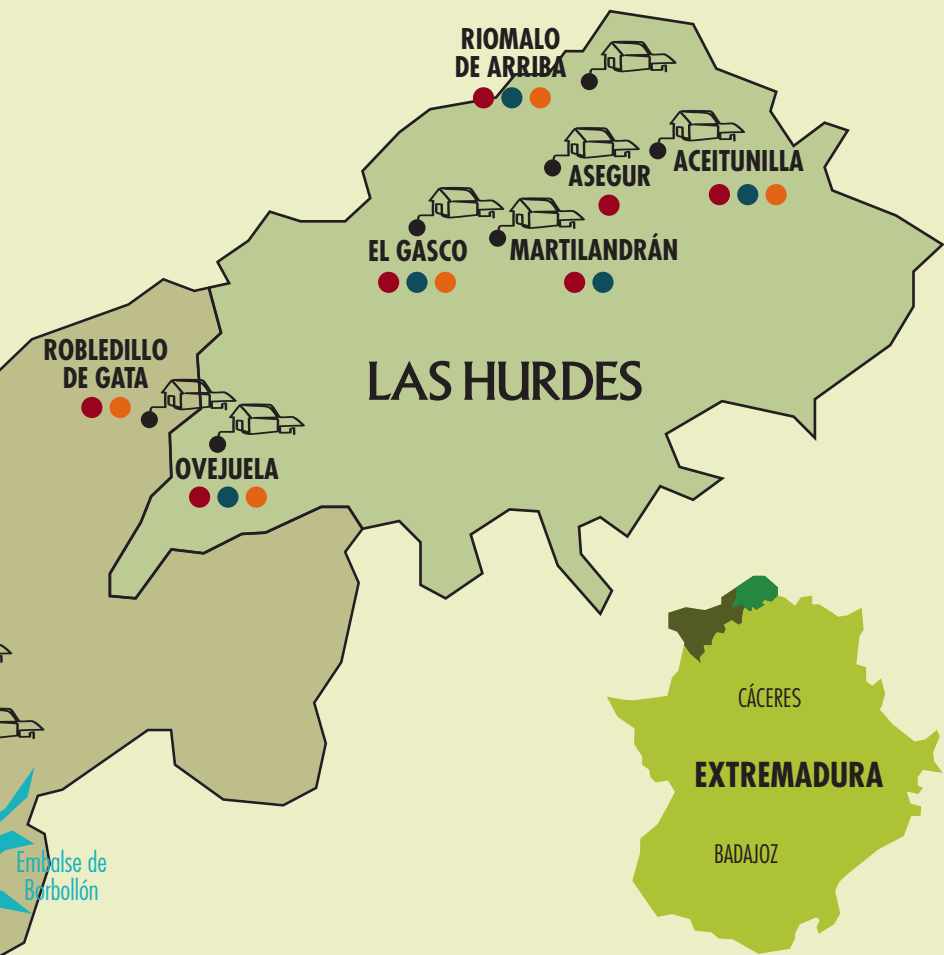 RIOMALO
DE ARRIBA
ASEGUR
ACEITUNILLA
EL GASCO
MARTILANDRÁN
ROBLEDILLO
DE GATA
LAS HURDES
OVEJUELA
CÁCERES
EXTREMADURA
BADAJOZ
Embalse de
Borbollón